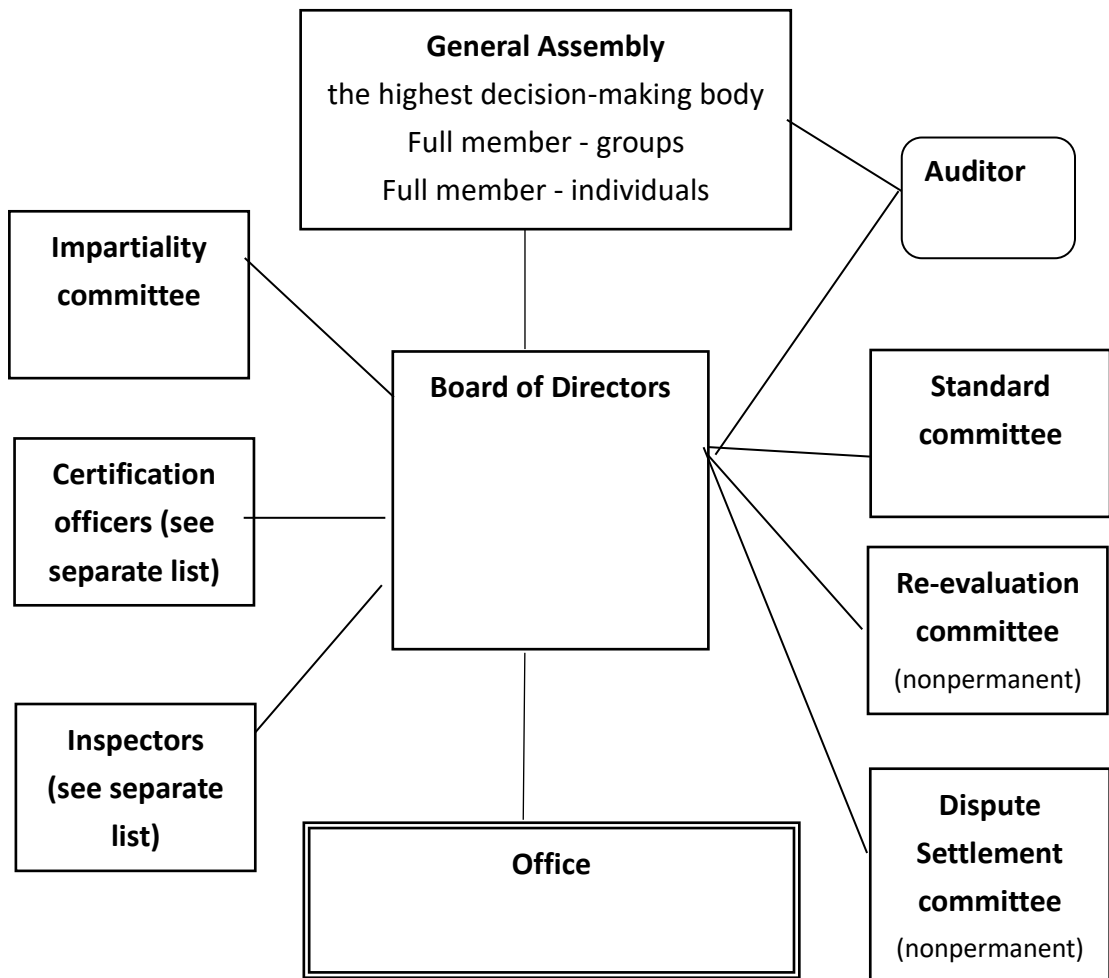 General Assembly
the highest decision-making body
Full member - groups
Full member - individuals
Auditor
Impartiality
committee
Board of Directors
Standard
committee
Certification
officers (see
separate list)
Re-evaluation
committee
(nonpermanent)
Inspectors
(see separate
list)
Dispute
Settlement
committee
(nonpermanent)
Office